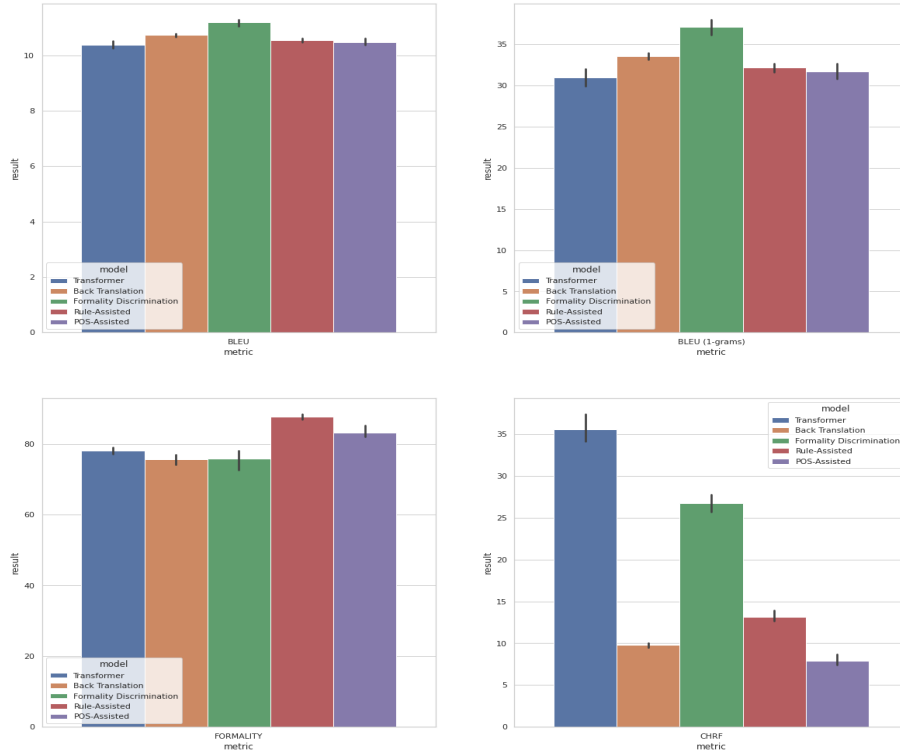 10
8
6
4
2
0
result
model
Transformer
Back Translation
Formality Discrimination
Rule-Assisted
POS-Assisted
BLEU
metric
35
30
25
20
15
10
5
0
result
model
Transformer
Back Translation
Formality Discrimination
Rule-Assisted
POS-Assisted
BLEU (1-grams)
metric
80
60
40
20
0
result
model
Transformer
Back Translation
Formality Discrimination
Rule-Assisted
POS-Assisted
FORMALITY
metric
35
30
25
20
15
10
5
0
result
model
Transformer
Back Translation
Formality Discrimination
Rule-Assisted
POS-Assisted
CHRF
metric